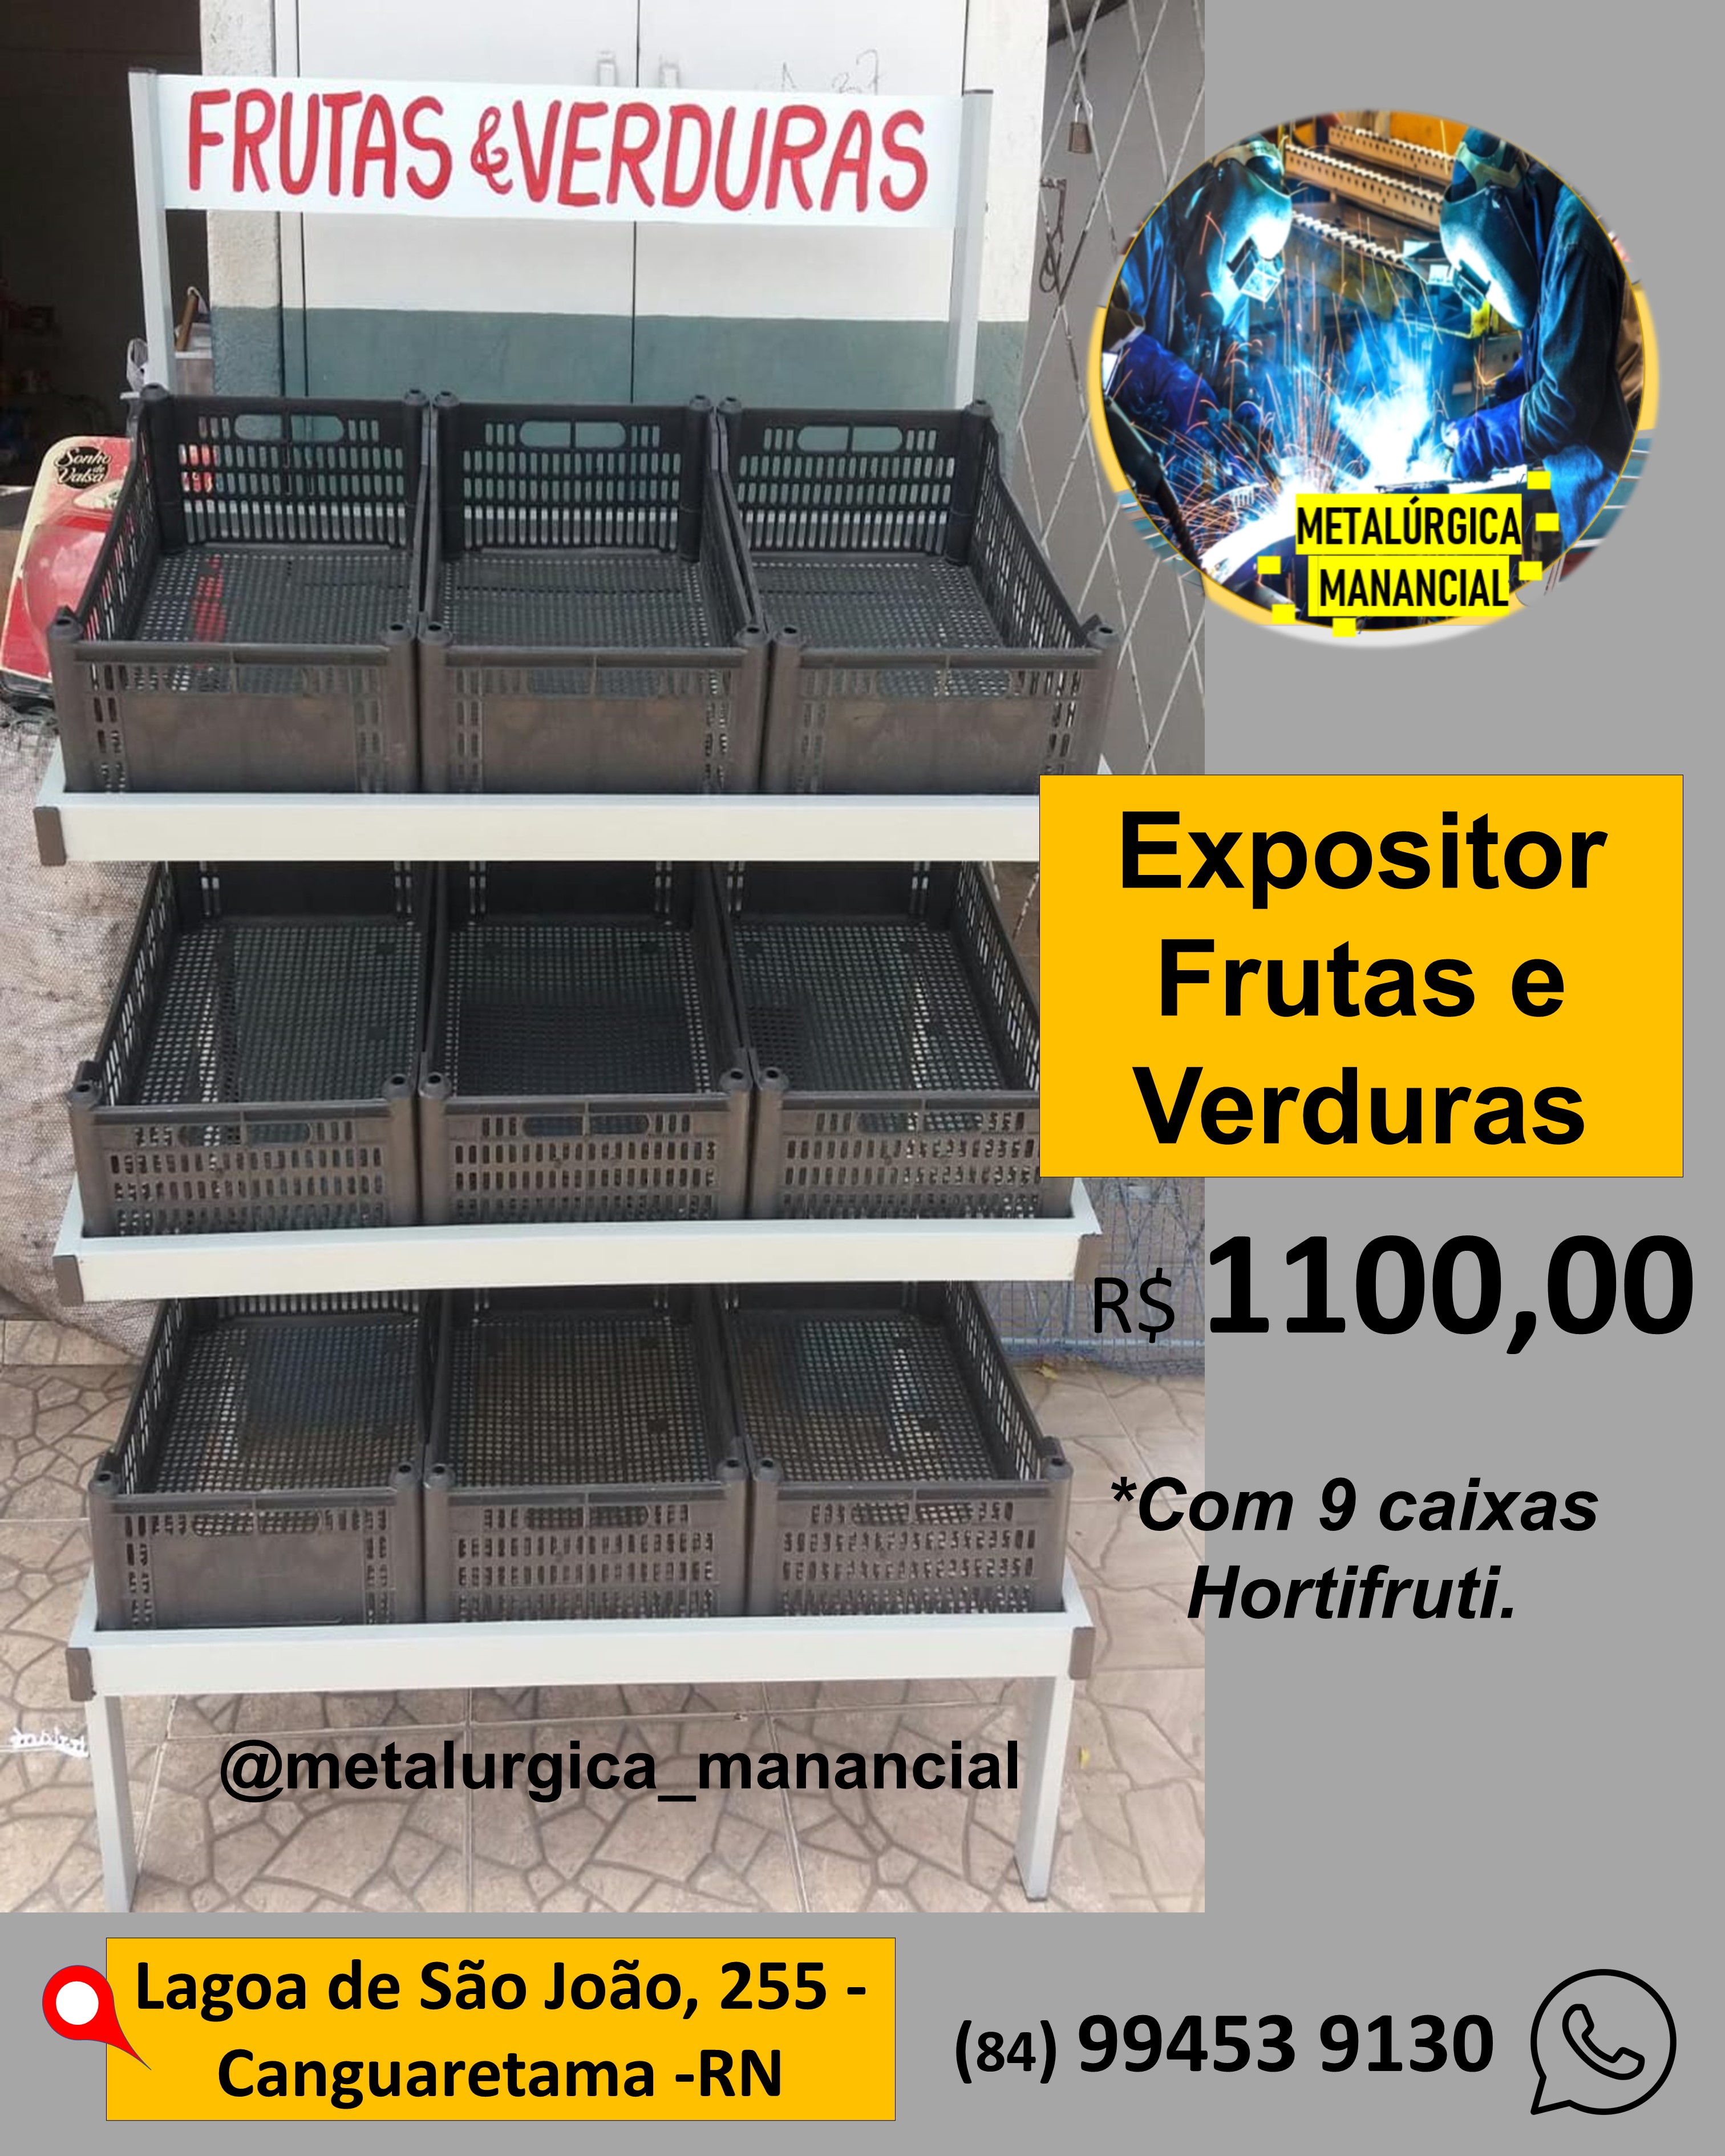 FRUTAS & VERDURAS
Sonho
de
Valsa
METALÚRGICA
MANANCIAL
Expositor
Frutas e
Verduras
R$ 1100,00
*Com 9 caixas
Hortifruti.
@metalurgica_manancial
Lagoa de São João, 255 -
Canguaretama -RN
(84) 99453 9130